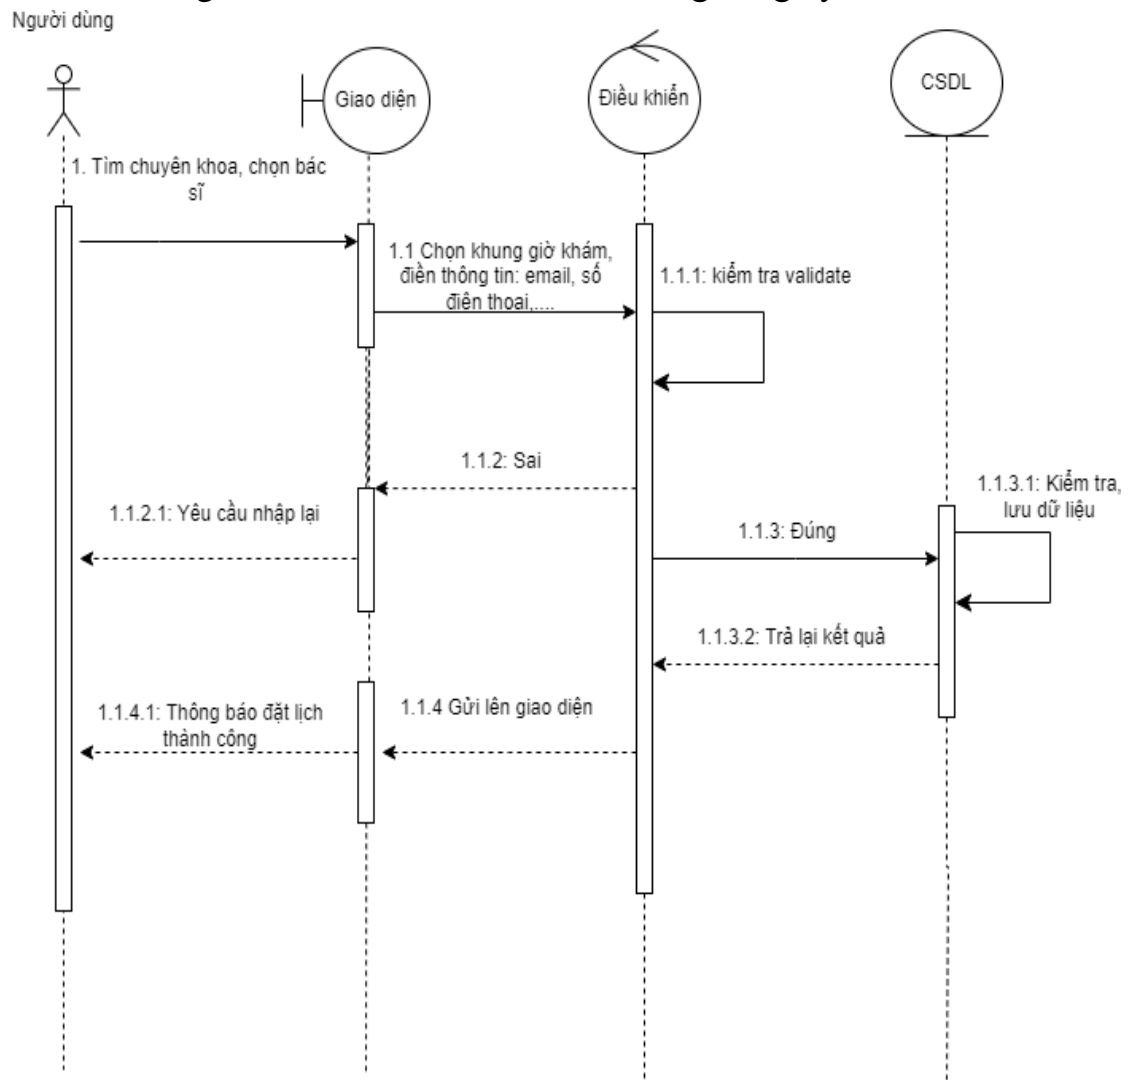 Người dùng
Giao diện
Điều khiển
CSDL
1. Tìm chuyên khoa, chọn bác
sĩ
1.1 Chọn khung giờ khám,
điền thông tin: email, số
điện thoại,....
1.1.1: kiểm tra validate
1.1.2: Sai
1.1.2.1: Yêu cầu nhập lại
1.1.3: Đúng
1.1.3.1: Kiểm tra,
lưu dữ liệu
1.1.3.2: Trả lại kết quả
1.1.4 Gửi lên giao diện
1.1.4.1: Thông báo đặt lịch
thành công